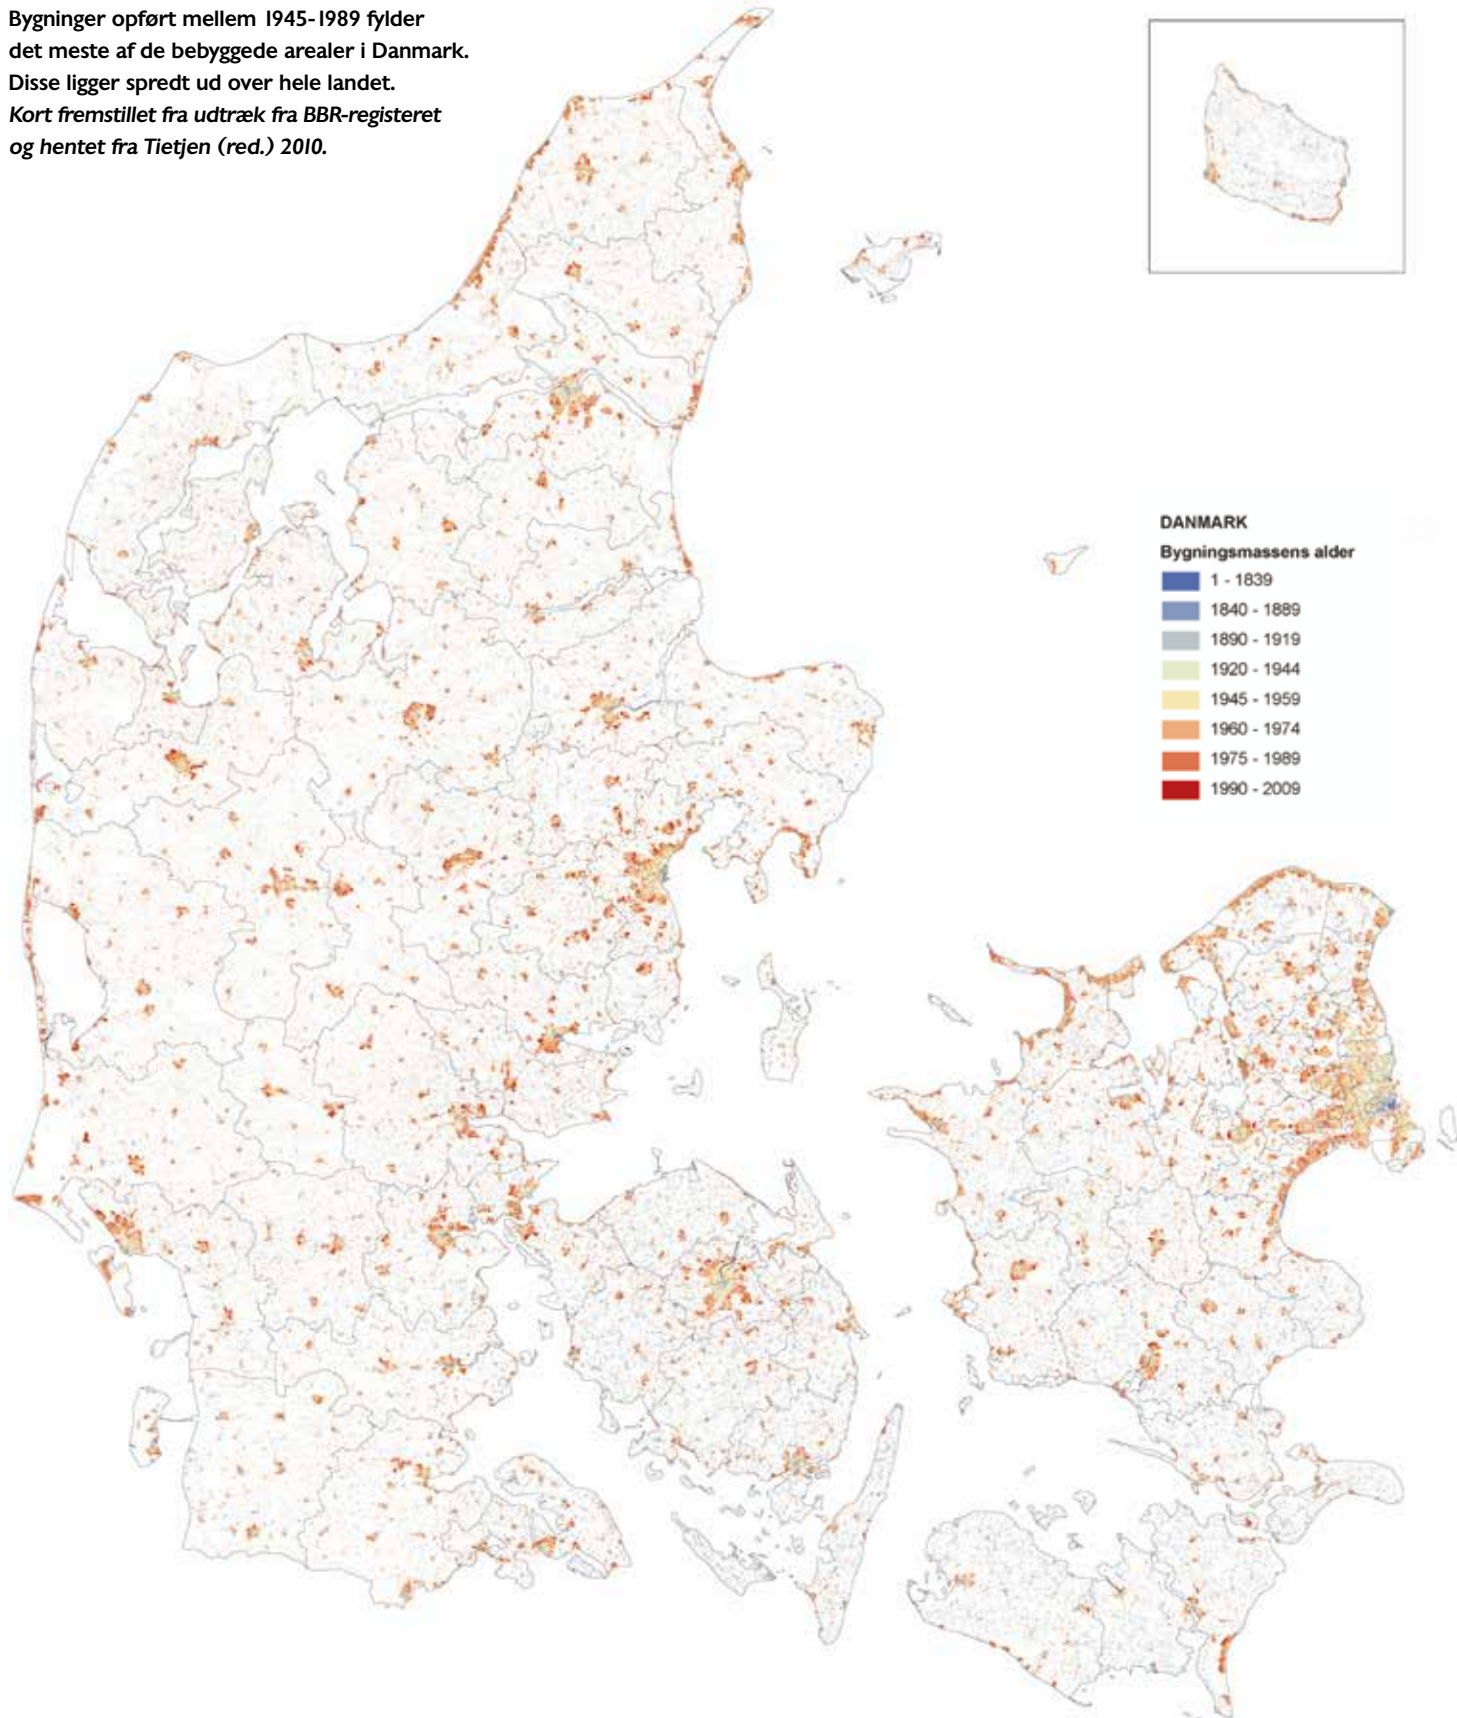 Bygninger opført mellem 1945-1989 fylder
det meste af de bebyggede arealer i Danmark.
Disse ligger spredt ud over hele landet.
Kort fremstillet fra udtræk fra BBR-registeret
og hentet fra Tietjen (red.) 2010.
DANMARK
Bygningsmassens alder
1 - 1839
1840 - 1889
1890 - 1919
1920 - 1944
1945 - 1959
1960 - 1974
1975 - 1989
1990 - 2009